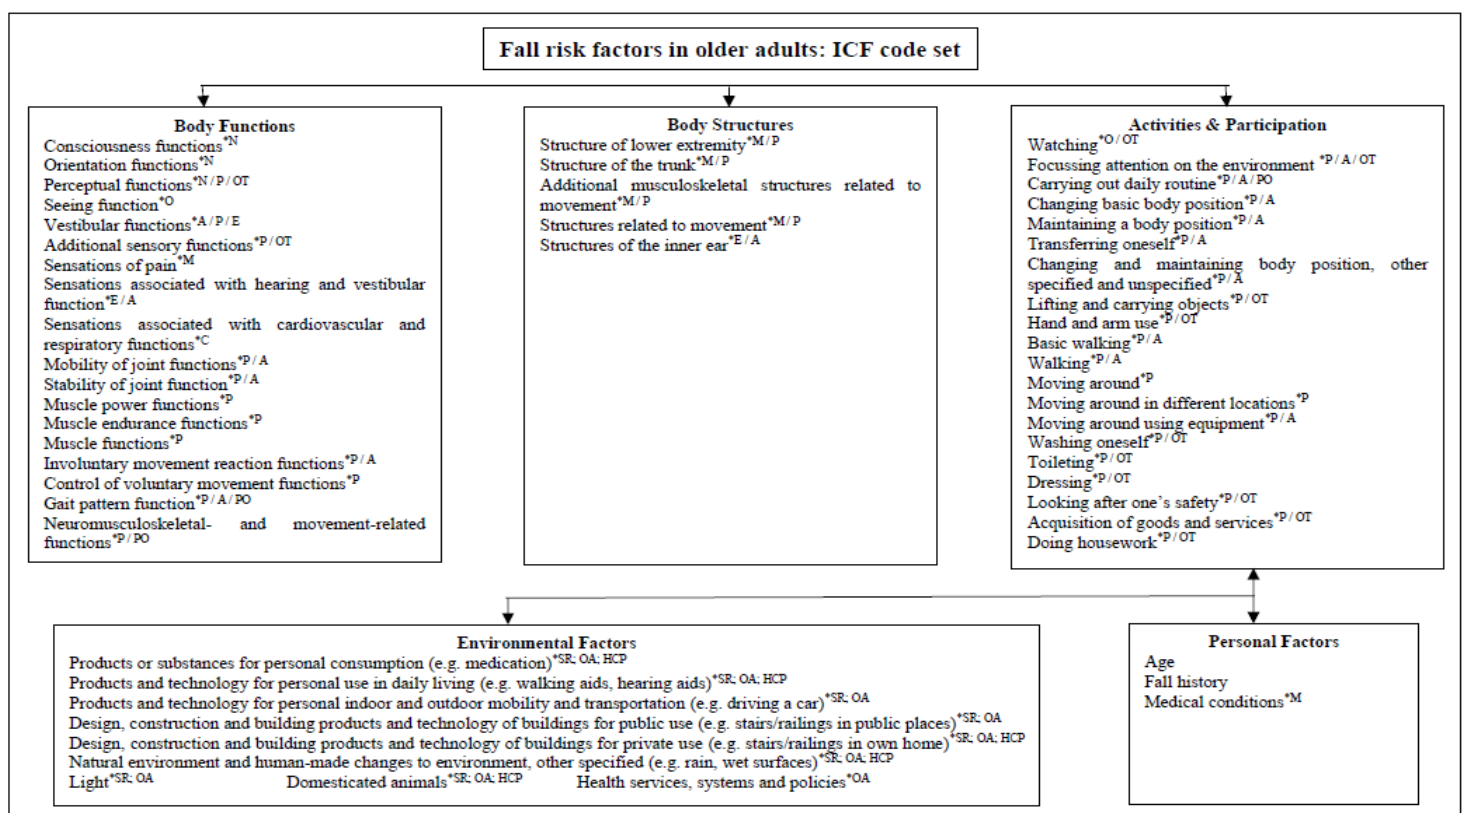 Fall risk factors in older adults: ICF code set
Body Functions
Consciousness functions*N
Orientation functions*N
Perceptual functions*N / P / OT
Seeing function*O
Vestibular functions*A / P / E
Additional sensory functions*P / OT
Sensations of pain*M
Sensations associated with hearing and vestibular
function*E / A
Sensations associated with cardiovascular and
respiratory functions*C
Mobility of joint functions*P / A
Stability of joint function*P / A
Muscle power functions*P
Muscle endurance functions*P
Muscle functions*P
Involuntary movement reaction functions*P / A
Control of voluntary movement functions*P
Gait pattern function*P / A / PO
Neuromusculoskeletal- and movement-related
functions*P / PO
Body Structures
Structure of lower extremity*M / P
Structure of the trunk*M / P
Additional musculoskeletal structures related to
movement*M / P
Structures related to movement*M / P
Structures of the inner ear*E / A
Activities & Participation
Watching*O / OT
Focussing attention on the environment *P / A / OT
Carrying out daily routine*P / A / PO
Changing basic body position*P / A
Maintaining a body position*P / A
Transferring oneself*P / A
Changing and maintaining body position, other
specified and unspecified*P / A
Lifting and carrying objects*P / OT
Hand and arm use*P / OT
Basic walking*P / A
Walking*P / A
Moving around*P
Moving around in different locations*P
Moving around using equipment*P / A
Washing oneself*P / OT
Toileting*P / OT
Dressing*P / OT
Looking after one's safety*P / OT
Acquisition of goods and services*P / OT
Doing housework*P / OT
Environmental Factors
Products or substances for personal consumption (e.g. medication)*SR; OA; HCP
Products and technology for personal use in daily living (e.g. walking aids, hearing aids)*SR; OA; HCP
Products and technology for personal indoor and outdoor mobility and transportation (e.g. driving a car)*SR; OA
Design, construction and building products and technology of buildings for public use (e.g. stairs/railings in public places)*SR; OA
Design, construction and building products and technology of buildings for private use (e.g. stairs/railings in own home)*SR; OA; HCP
Natural environment and human-made changes to environment, other specified (e.g. rain, wet surfaces)*SR; OA; HCP
Light*SR; OA Domesticated animals*SR; OA; HCP Health services, systems and policies*OA
Personal Factors
Age
Fall history
Medical conditions*M